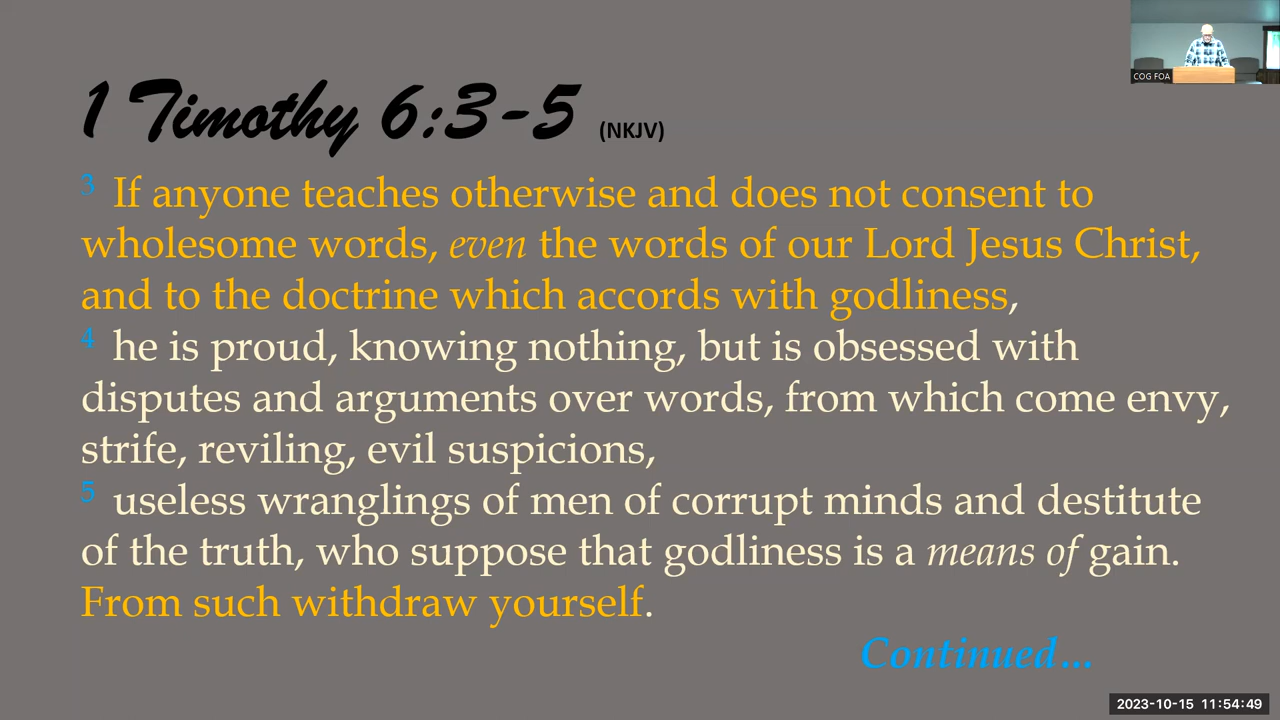 COG FOA
1 Timothy 6:3-5 (NKJV)
3 If anyone teaches otherwise and does not consent to
wholesome words, even the words of our Lord Jesus Christ,
and to the doctrine which accords with godliness,
4 he is proud, knowing nothing, but is obsessed with
disputes and arguments over words, from which come envy,
strife, reviling, evil suspicions,
5 useless wranglings of men of corrupt minds and destitute
of the truth, who suppose that godliness is a means of gain.
From such withdraw yourself.
Continued...
2023-10-15 11:54:49